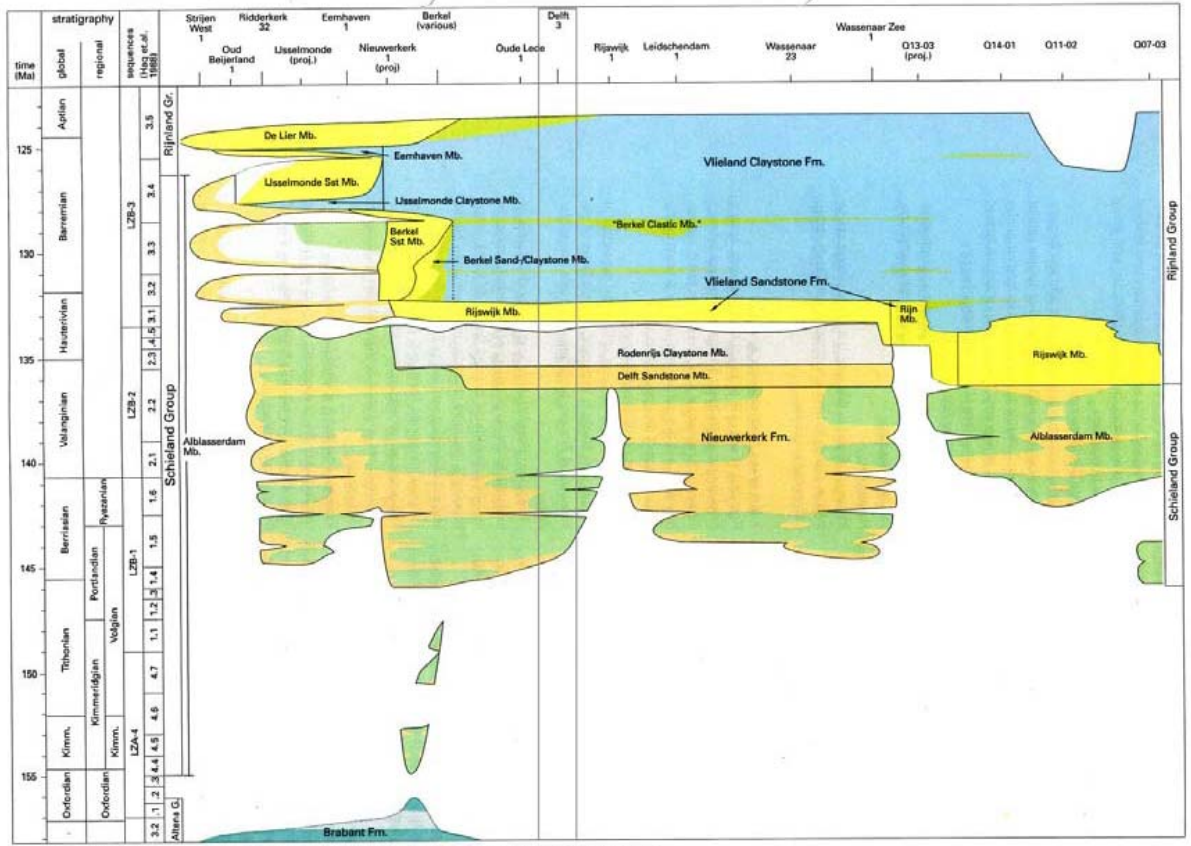 stratigraphy
time
(Ma)
global
regional
sequences
(Haq et.al.
1988)
Strijen
West
1
Oud
Beijerland
1
Ridderkerk
32
IJsselmonde
(proj.)
Eemhaven
1
Nieuwerkerk
1
(proj)
Berkel
(various)
Oude Lede
1
Delft
3
Rijswijk
1
Leidschendam
1
Wassenaar
23
Wassenaar Zee
1
Q13-03
(proj.)
Q14-01
Q11-02
Q07-03
125
130
135
140
145
150
155
Aptian
Barremian
Hauterivian
Valanginian
Berriasian
Tithonian
Kimm.
Oxfordian
Ryazanian
Portlandian
Kimmeridgian
Oxfordian
Volgian
Kimm.
Oxfordian
LZB-3
LZB-2
LZB-1
LZA-4
3.5
3.4
3.3
3.2
3.1
.4.5
2.3
2.2
2.1
1.6
1.5
1.4
.3
1.2
1.1
4.7
4.6
4.5
4.4
.3
.2
.1
3.2
Rijnland Gr.
Schieland Group
Altena G.
Alblasserdam
Mb.
De Lier Mb.
Eemhaven Mb.
IJsselmonde Sst Mb.
IJsselmonde Claystone Mb.
Vlieland Claystone Fm.
"Berkel Clastic Mb."
Berkel
Sst Mb.
Berkel Sand-/Claystone Mb.
Vlieland Sandstone Fm.
Rijswijk Mb.
Rijn
Mb.
Rodenrijs Claystone Mb.
Rijswijk Mb.
Delft Sandstone Mb.
Nieuwerkerk Fm.
Alblasserdam Mb.
Brabant Fm.
Rijnland Group
Schieland Group